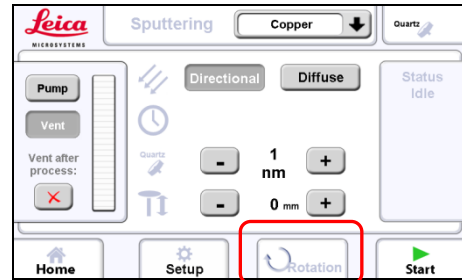 Leica
MICROSYSTEMS
Sputtering
Copper
Quartz
Pump
Vent
Vent after
process:
Directional
Diffuse
Quartz
- 1 +
nm
- 0 mm +
Status
Idle
Home
Setup
Rotation
Start